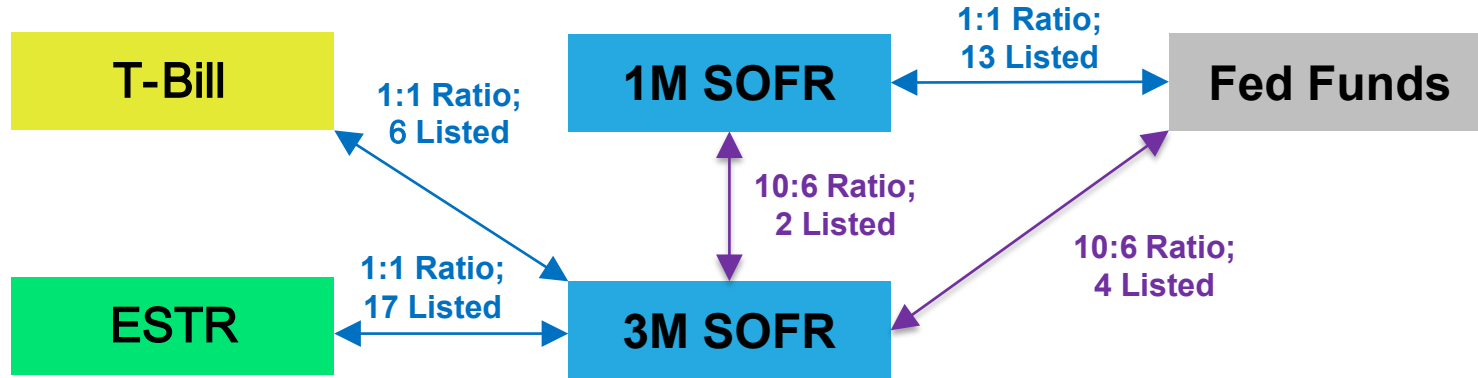 T-Bill
1:1 Ratio;
6 Listed
1M SOFR
1:1 Ratio;
13 Listed
Fed Funds
10:6 Ratio;
2 Listed
10:6 Ratio;
4 Listed
ESTR
1:1 Ratio;
17 Listed
3M SOFR